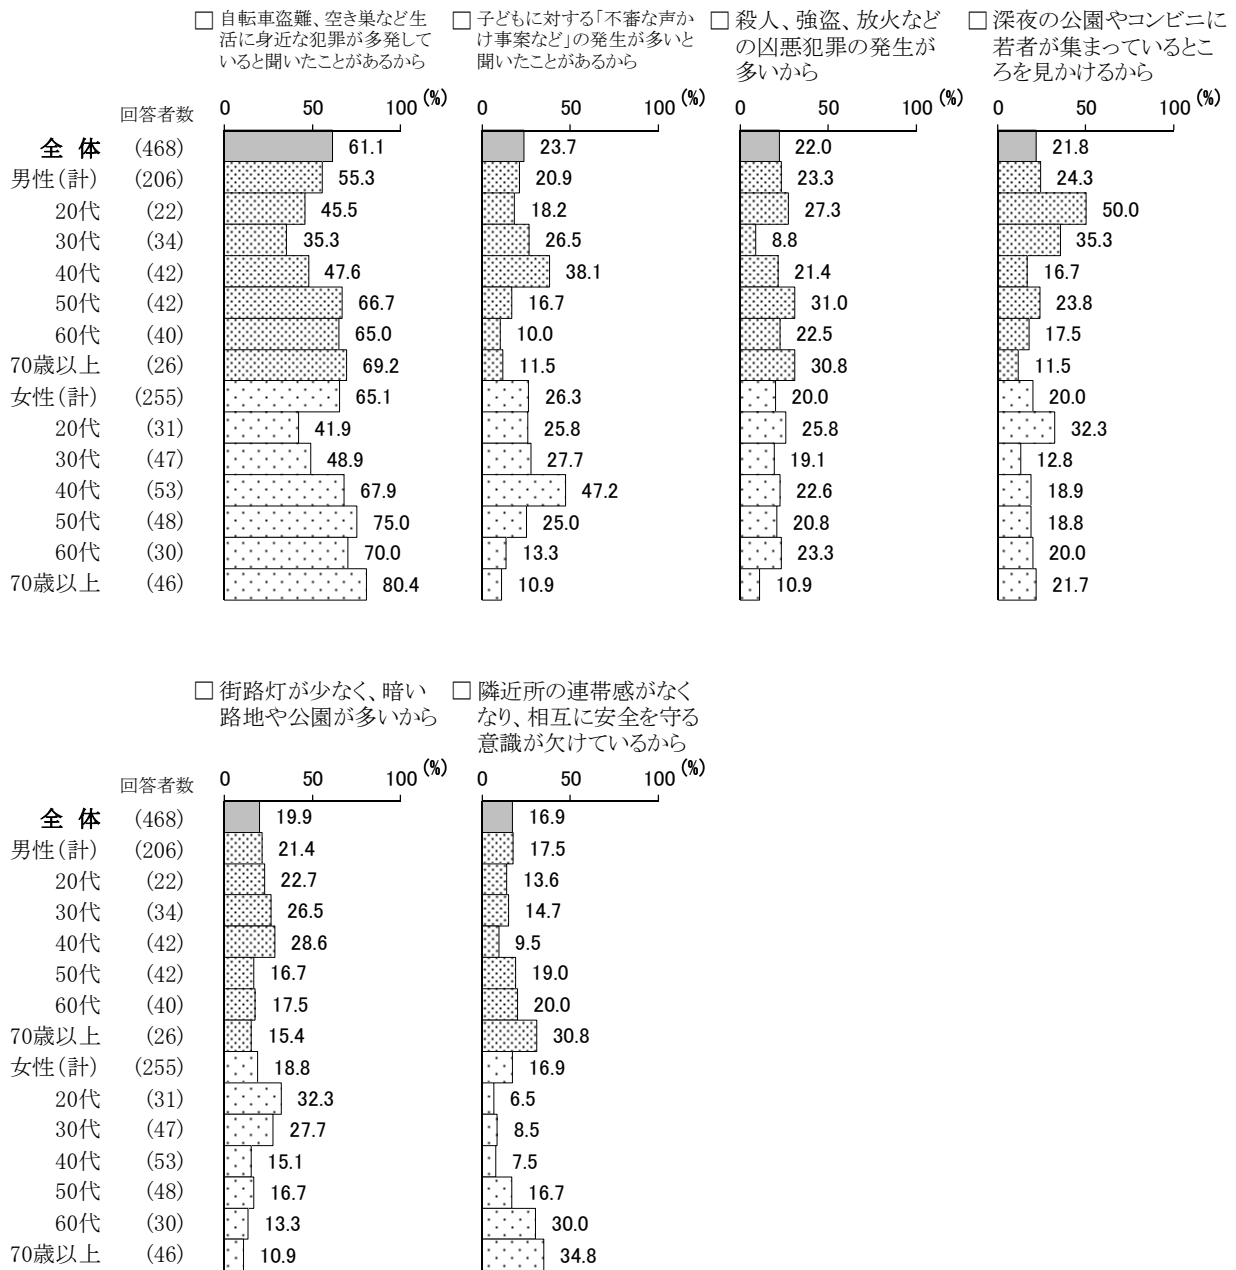 □ 自転車盗難、空き巣など生
活に身近な犯罪が多発して
いると聞いたことがあるから
□ 子どもに対する「不審な声か
け事案など」の発生が多いと
聞いたことがあるから
□ 殺人、強盗、放火など
の凶悪犯罪の発生が
多いから
□ 深夜の公園やコンビニに
若者が集まっているとこ
ろを見かけるから
回答者数 0 50 100 (%) 0 50 100 (%) 0 50 100 (%) 0 50 100 (%)
全 体 (468) 61.1 23.7 22.0 21.8
男性(計) (206) 55.3 20.9 23.3 24.3
20代 (22) 45.5 18.2 27.3 50.0
30代 (34) 35.3 26.5 8.8 35.3
40代 (42) 47.6 38.1 21.4 16.7
50代 (42) 66.7 16.7 31.0 23.8
60代 (40) 65.0 10.0 22.5 17.5
70歳以上 (26) 69.2 11.5 30.8 11.5
女性(計) (255) 65.1 26.3 20.0 20.0
20代 (31) 41.9 25.8 25.8 32.3
30代 (47) 48.9 27.7 19.1 12.8
40代 (53) 67.9 47.2 22.6 18.9
50代 (48) 75.0 25.0 20.8 18.8
60代 (30) 70.0 13.3 23.3 20.0
70歳以上 (46) 80.4 10.9 10.9 21.7
□ 街路灯が少なく、暗い
路地や公園が多いから
□ 隣近所の連帯感がなく
なり、相互に安全を守る
意識が欠けているから
回答者数 0 50 100 (%) 0 50 100 (%)
全 体 (468) 19.9 16.9
男性(計) (206) 21.4 17.5
20代 (22) 22.7 13.6
30代 (34) 26.5 14.7
40代 (42) 28.6 9.5
50代 (42) 16.7 19.0
60代 (40) 17.5 20.0
70歳以上 (26) 15.4 30.8
女性(計) (255) 18.8 16.9
20代 (31) 32.3 6.5
30代 (47) 27.7 8.5
40代 (53) 15.1 7.5
50代 (48) 16.7 16.7
60代 (30) 13.3 30.0
70歳以上 (46) 10.9 34.8